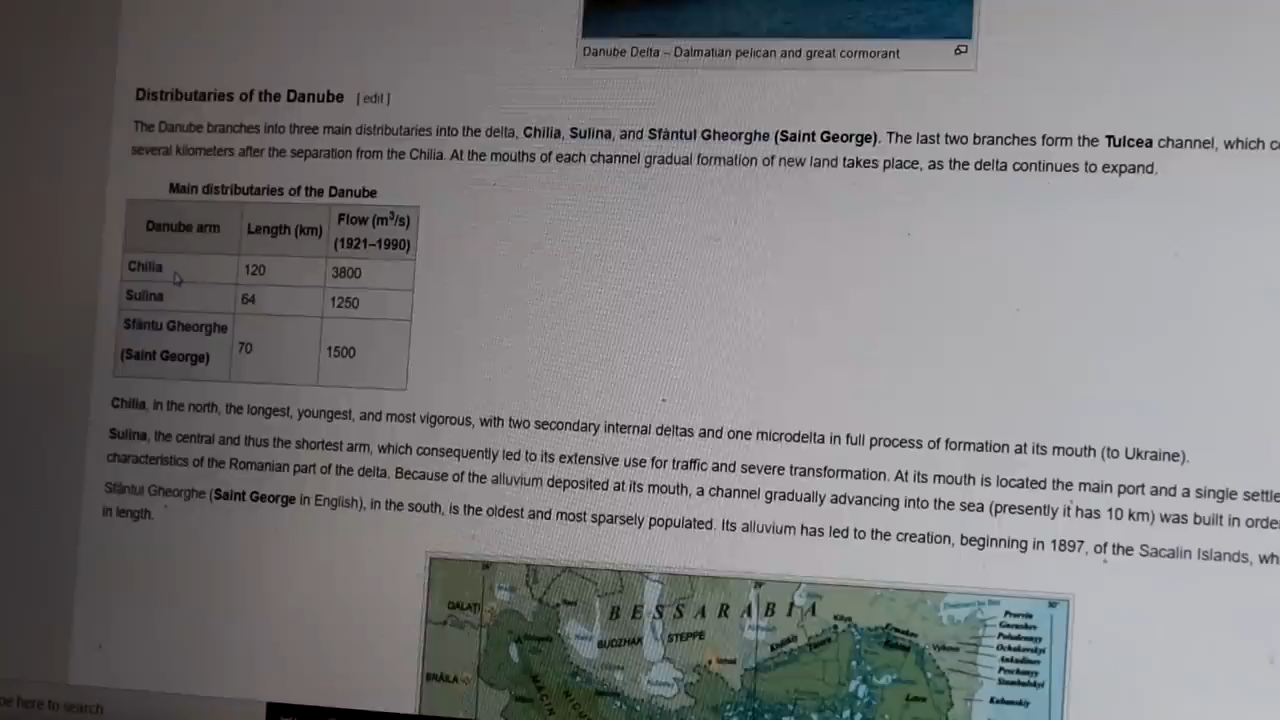 Danube Delta – Dalmatian pelican and great cormorant
Distributaries of the Danube [ edit ]
The Danube branches into three main distributaries into the delta, Chilia, Sulina, and Sfântul Gheorghe (Saint George). The last two branches form the Tulcea channel, which
several kilometers after the separation from the Chilia. At the mouths of each channel gradual formation of new land takes place, as the delta continues to expand.
Main distributaries of the Danube
Danube arm Length (km) Flow (m³/s)
(1921–1990)
Chilia 120 3800
Sulina 64 1250
Sfântu Gheorghe
(Saint George) 70 1500
Chilia, in the north, the longest, youngest, and most vigorous, with two secondary internal deltas and one microdelta in full process of formation at its mouth (to Ukraine).
Sulina, the central and thus the shortest arm, which consequently led to its extensive use for traffic and severe transformation. At its mouth is located the main port and a single
characteristics of the Romanian part of the delta. Because of the alluvium deposited at its mouth, a channel gradually advancing into the sea (presently it has 10 km) was built in
Sfântul Gheorghe (Saint George in English), in the south, is the oldest and most sparsely populated. Its alluvium has led to the creation, beginning in 1897, of the Sacalin Islands,
in length.
BESSARABIA
GALAȚI
BUDZHAK STEPPE
BRĂILA
MĂCIN
here to search